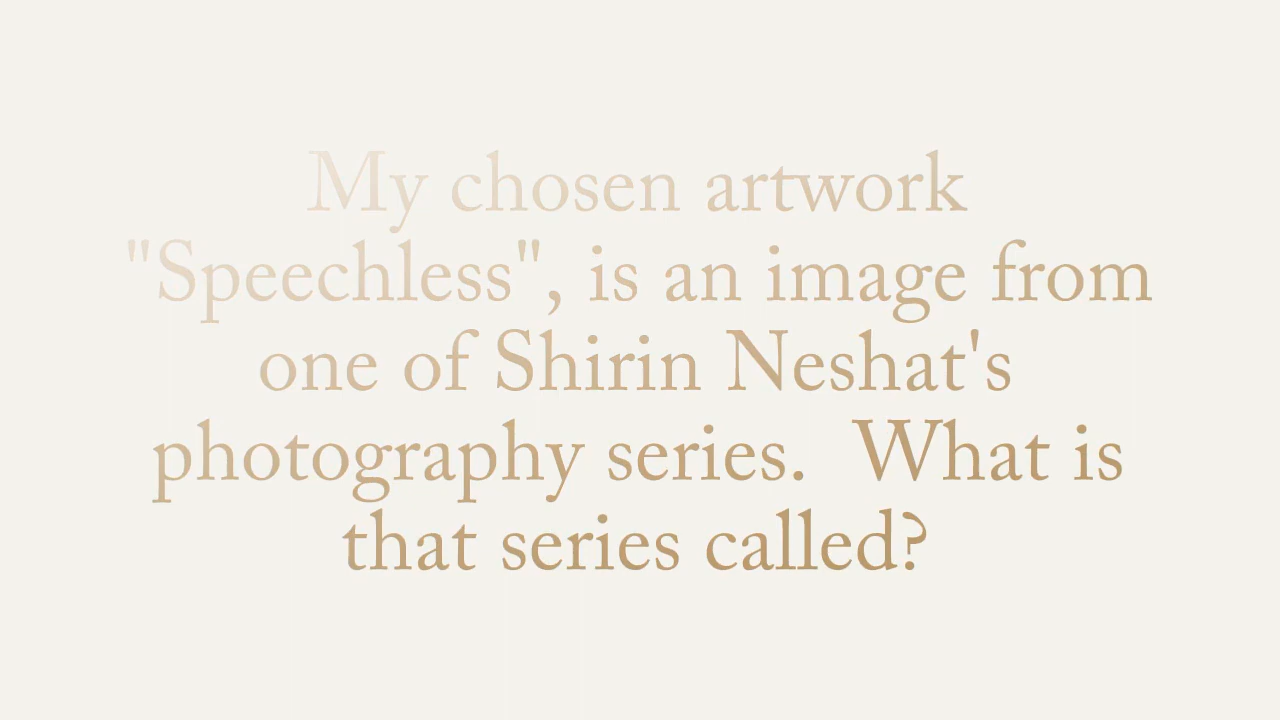 My chosen artwork
"Speechless", is an image from
one of Shirin Neshat's
photography series.  What is
that series called?